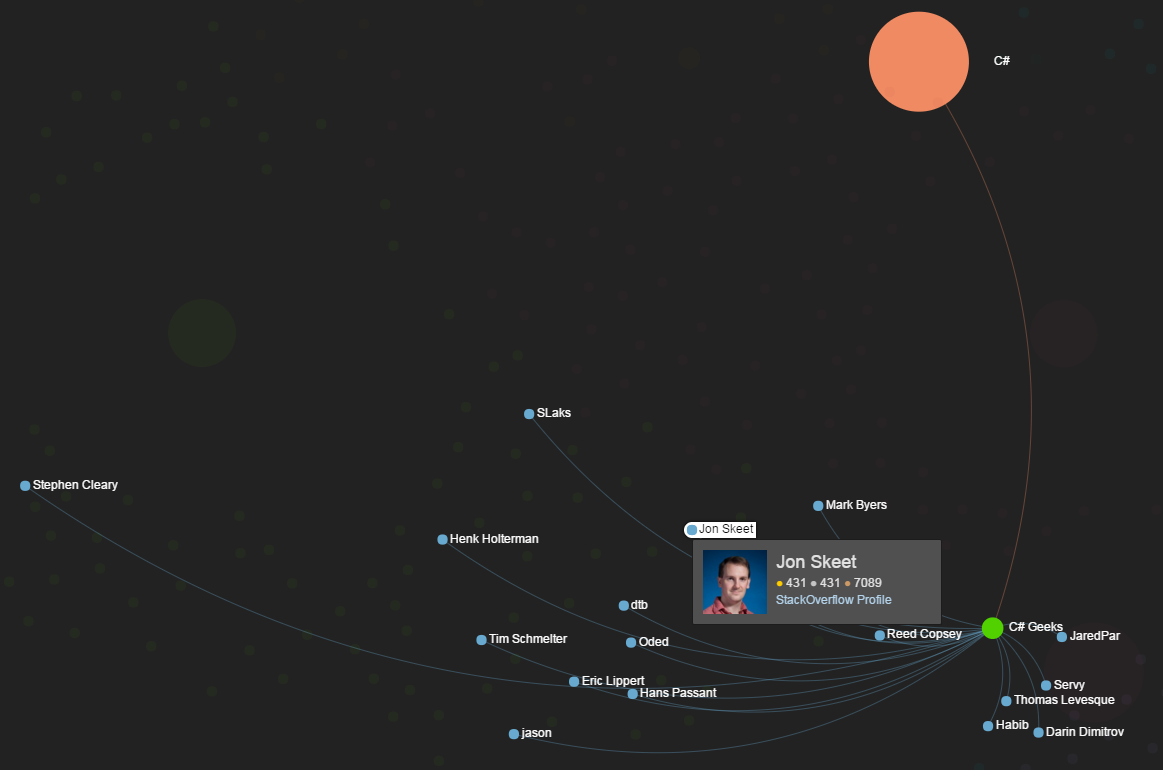 C#
SLaks
Stephen Cleary
Mark Byers
Jon Skeet
Henk Holterman
Jon Skeet
● 431 ● 431 ● 7089
StackOverflow Profile
dtb
C# Geeks
Reed Copsey
JaredPar
Tim Schmelter
Oded
Eric Lippert
Servy
Hans Passant
Thomas Levesque
Habib
jason
Darin Dimitrov